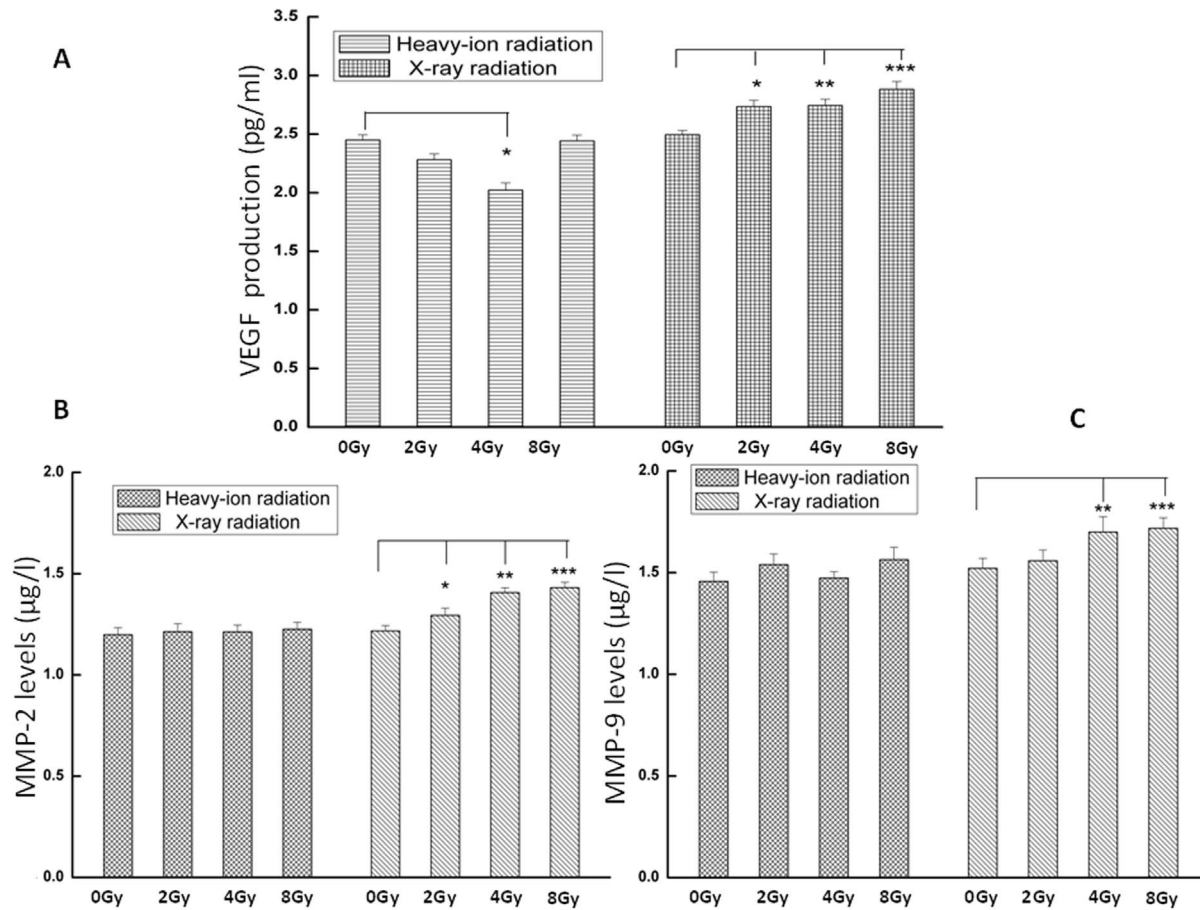 A
VEGF production (pg/ml)
3.5
3.0
2.5
2.0
1.5
1.0
0.5
0.0
Heavy-ion radiation
X-ray radiation
*
*
**
***
0Gy
2Gy
4Gy
8Gy
0Gy
2Gy
4Gy
8Gy
B
MMP-2 levels (µg/l)
2.0
1.5
1.0
0.5
0.0
Heavy-ion radiation
X-ray radiation
*
**
***
0Gy
2Gy
4Gy
8Gy
0Gy
2Gy
4Gy
8Gy
C
MMP-9 levels (µg/l)
2.0
1.5
1.0
0.5
0.0
Heavy-ion radiation
X-ray radiation
**
***
0Gy
2Gy
4Gy
8Gy
0Gy
2Gy
4Gy
8Gy